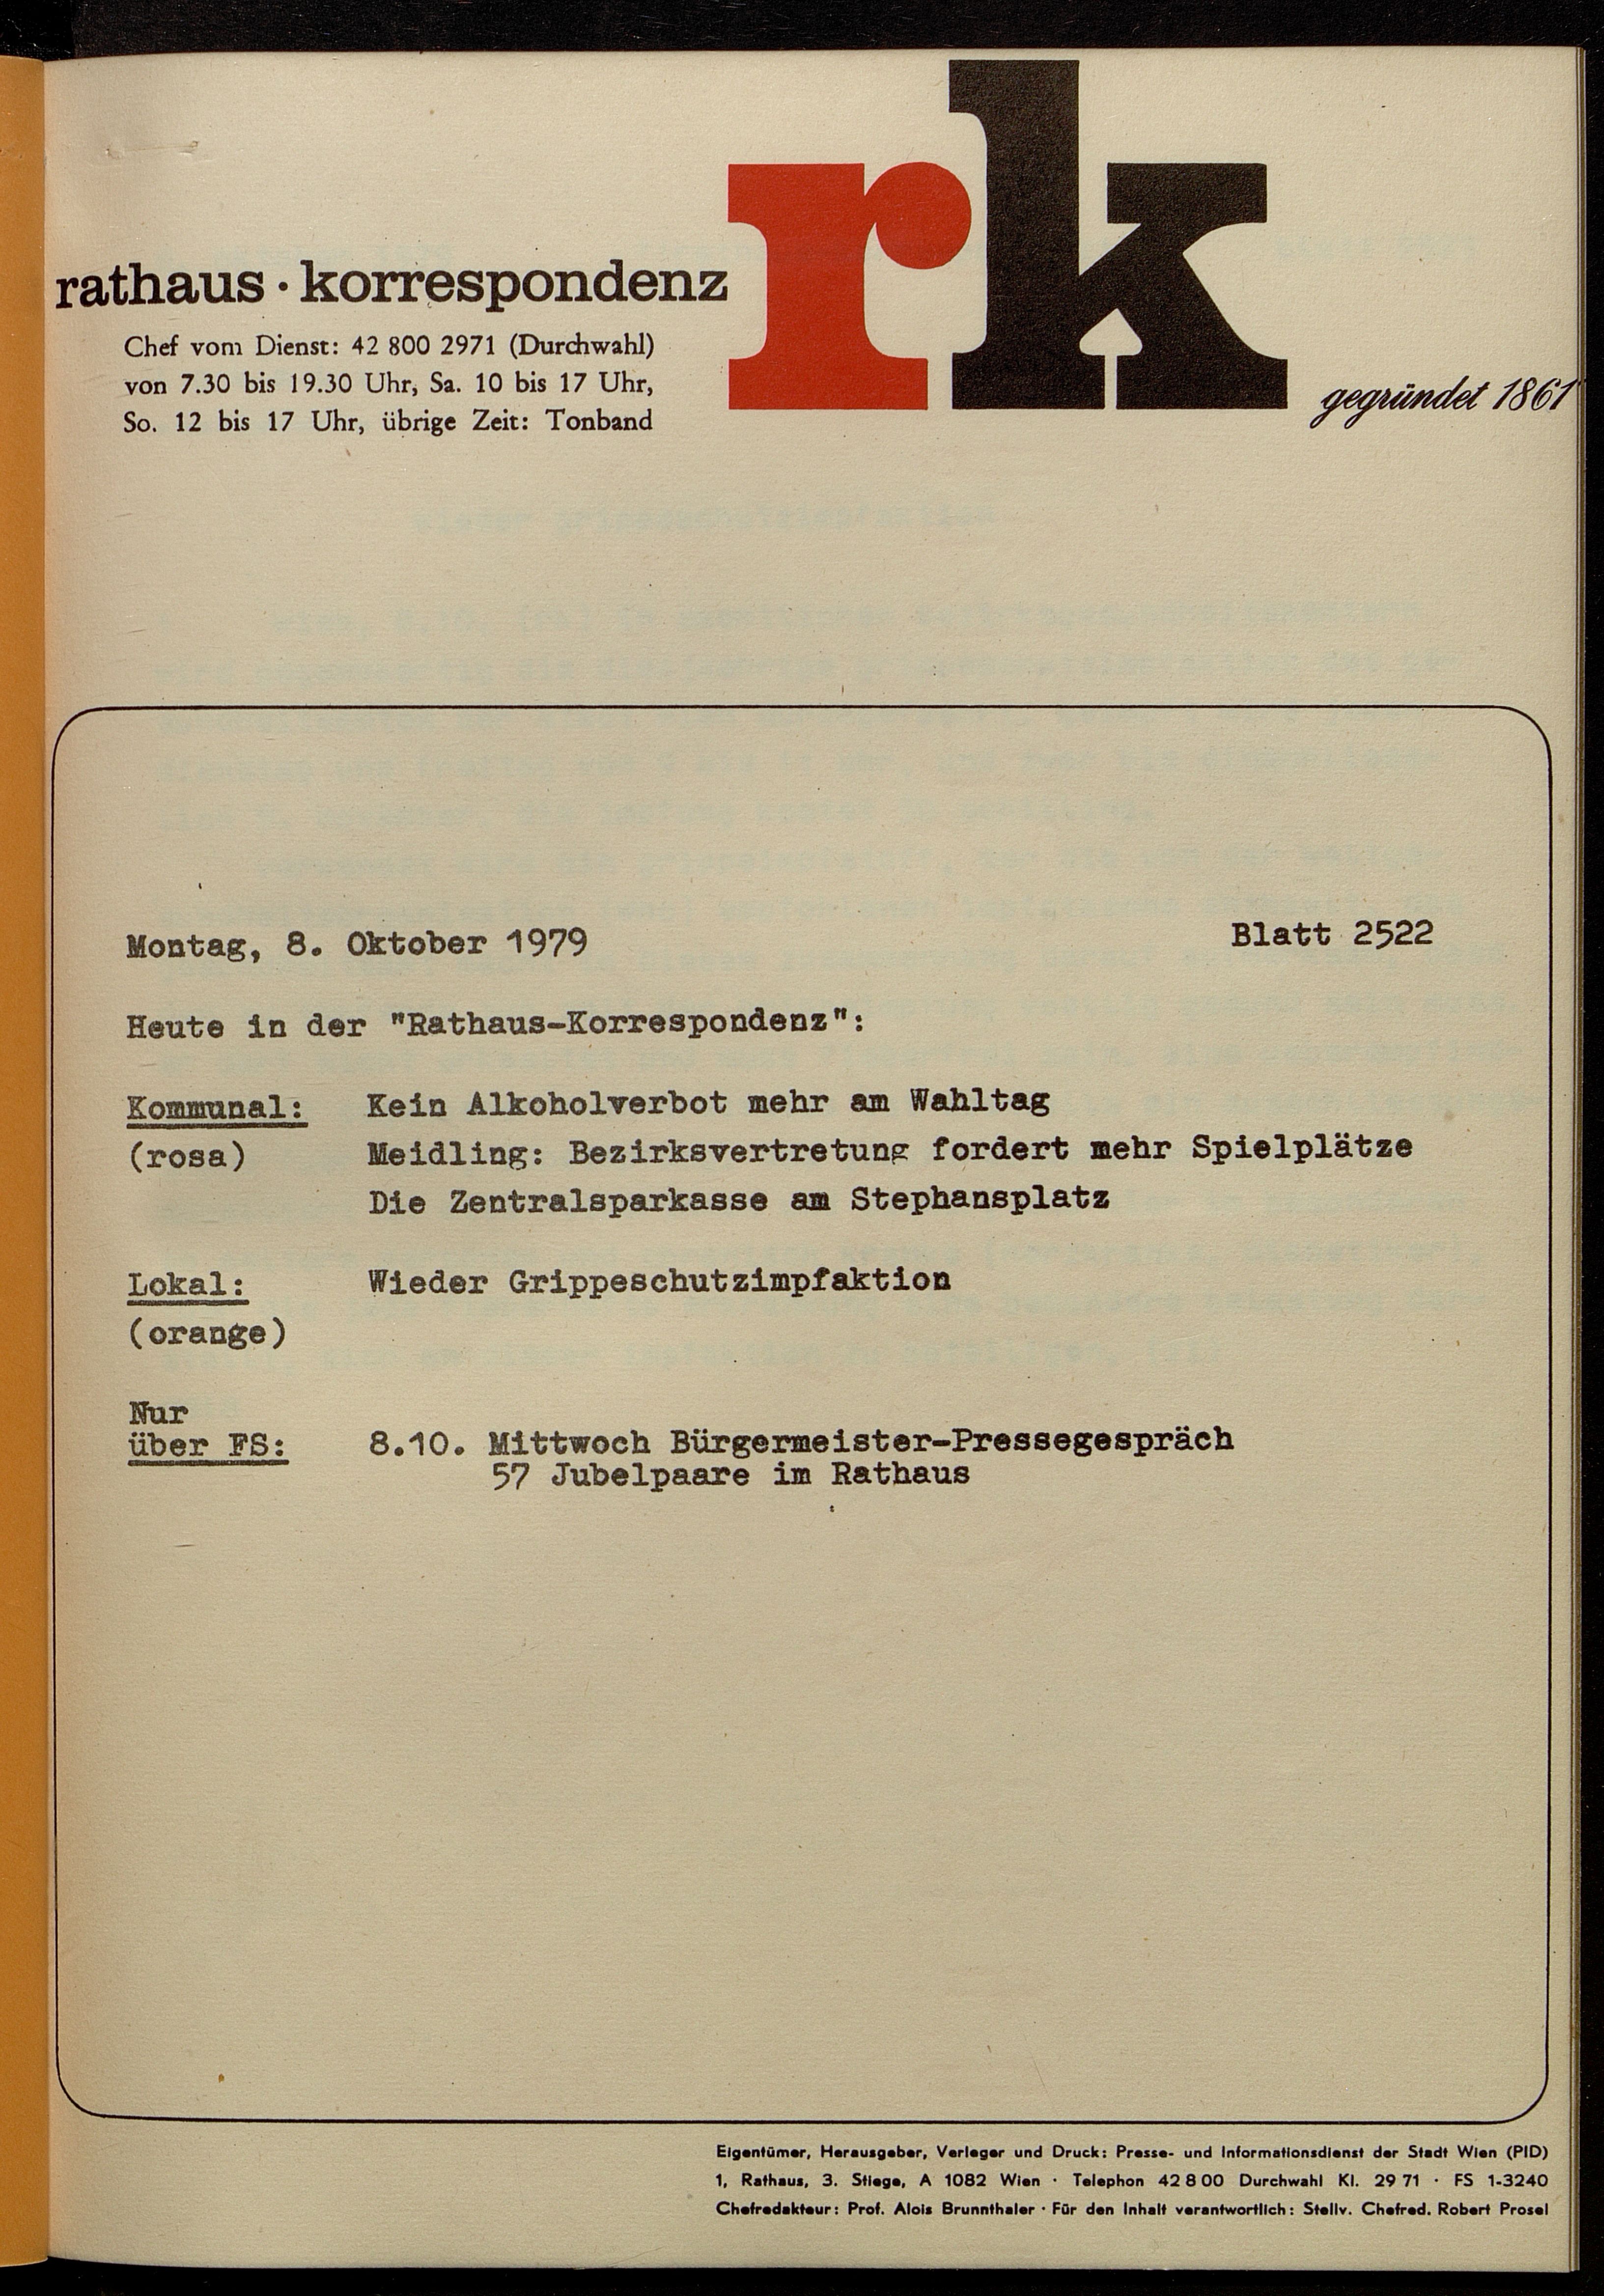 rk
rathaus · korrespondenz
Chef vom Dienst: 42 800 2971 (Durchwahl)
von 7.30 bis 19.30 Uhr, Sa. 10 bis 17 Uhr,
So. 12 bis 17 Uhr, übrige Zeit: Tonband
gegründet 1861
Montag, 8. Oktober 1979 Blatt 2522
Heute in der "Rathaus-Korrespondenz":
Kommunal: Kein Alkoholverbot mehr am Wahltag
(rosa) Meidling: Bezirksvertretung fordert mehr Spielplätze
Die Zentralsparkasse am Stephansplatz
Lokal: Wieder Grippeschutzimpfaktion
(orange)
Nur
über FS: 8.10. Mittwoch Bürgermeister-Pressegespräch
57 Jubelpaare im Rathaus
Eigentümer, Herausgeber, Verleger und Druck: Presse- und Informationsdienst der Stadt Wien (PID)
1, Rathaus, 3. Stiege, A 1082 Wien · Telephon 42 8 00 Durchwahl Kl. 29 71 · FS 1-3240
Chefredakteur: Prof. Alois Brunnthaler · Für den Inhalt verantwortlich: Stellv. Chefred. Robert Prosel